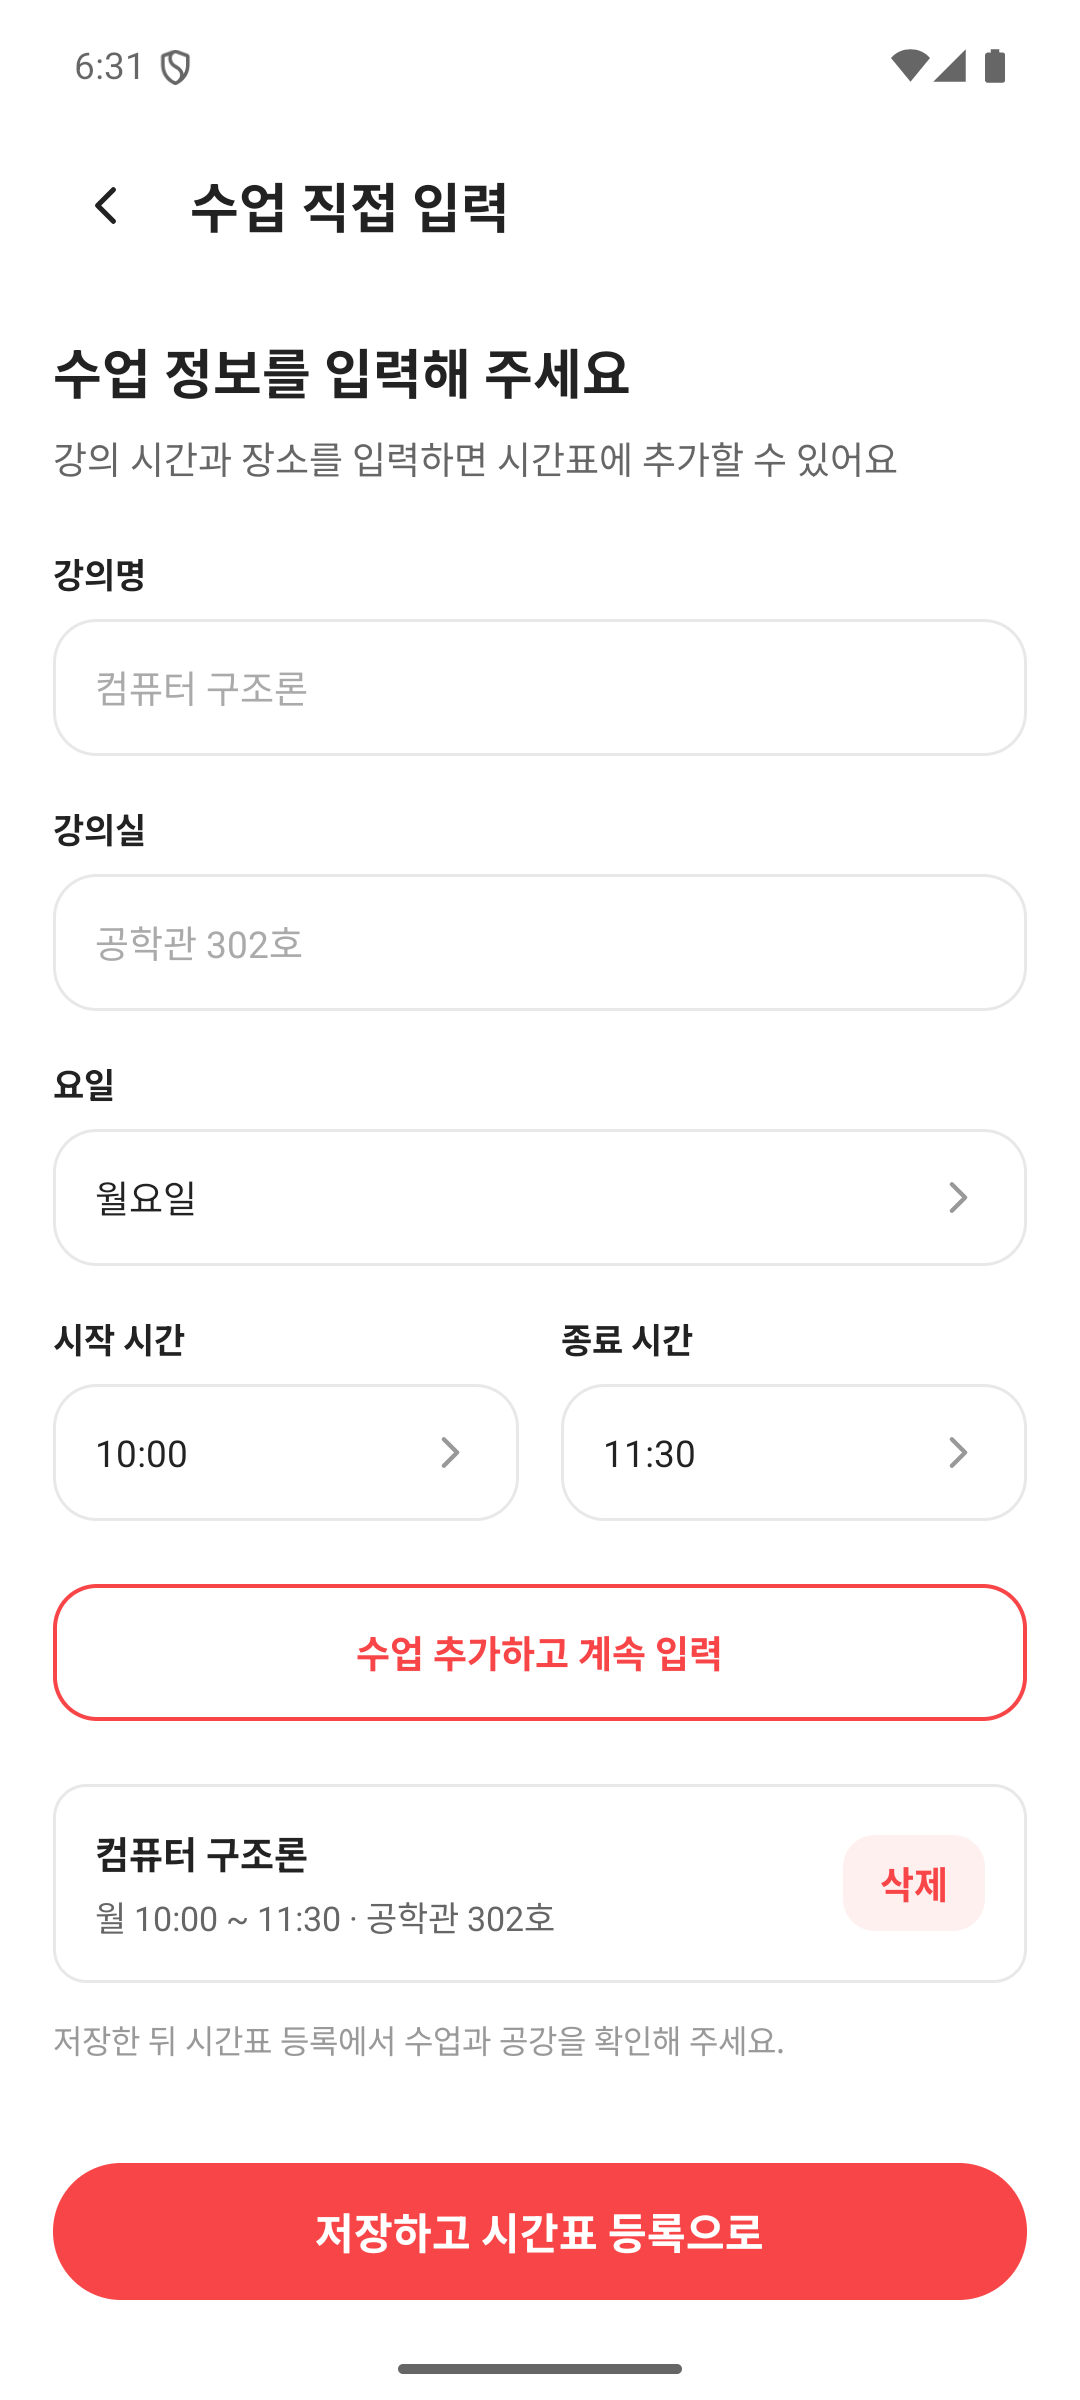 6:31
수업 직접 입력
수업 정보를 입력해 주세요
강의 시간과 장소를 입력하면 시간표에 추가할 수 있어요
강의명
컴퓨터 구조론
강의실
공학관 302호
요일
월요일
시작 시간
종료 시간
10:00
11:30
수업 추가하고 계속 입력
컴퓨터 구조론
월 10:00 ~ 11:30 · 공학관 302호
삭제
저장한 뒤 시간표 등록에서 수업과 공강을 확인해 주세요.
저장하고 시간표 등록으로